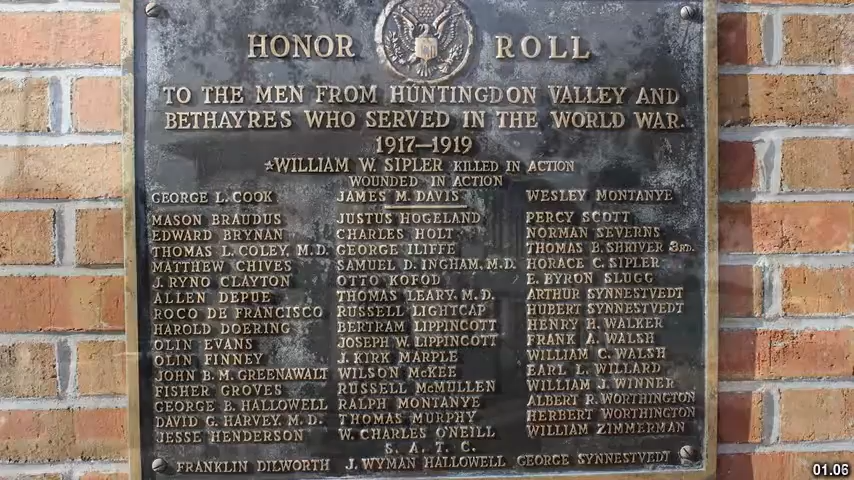 HONOR ROLL
TO THE MEN FROM HUNTINGDON VALLEY AND
BETHAYRES WHO SERVED IN THE WORLD WAR.
1917—1919
★WILLIAM W. SIPLER KILLED IN ACTION
WOUNDED IN ACTION
GEORGE L. COOK JAMES M. DAVIS WESLEY MONTANYE
MASON BRAUDUS JUSTUS HOGELAND PERCY SCOTT
EDWARD BRYNAN CHARLES HOLT NORMAN SEVERNS
THOMAS L. COLEY, M.D. GEORGE ILIFFE THOMAS B. SHRIVER 3RD.
MATTHEW CHIVES SAMUEL D. INGHAM, M.D. HORACE C. SIPLER
J. RYNO CLAYTON OTTO KOFOD E. BYRON SLUGG
ALLEN DEPUE THOMAS LEARY, M.D. ARTHUR SYNNESTVEDT
ROCO DE FRANCISCO RUSSELL LIGHTCAP HUBERT SYNNESTVEDT
HAROLD DOERING BERTRAM LIPPINCOTT HENRY H. WALKER
OLIN EVANS JOSEPH W. LIPPINCOTT FRANK A. WALSH
OLIN FINNEY J. KIRK MARPLE WILLIAM C. WALSH
JOHN B. M. GREENAWALT WILSON McKEE EARL L. WILLARD
FISHER GROVES RUSSELL McMULLEN WILLIAM J. WINNER
GEORGE B. HALLOWELL RALPH MONTANYE ALBERT R. WORTHINGTON
DAVID G. HARVEY, M.D. THOMAS MURPHY HERBERT WORTHINGTON
JESSE HENDERSON W. CHARLES O'NEILL WILLIAM ZIMMERMAN
S. A. T. C.
FRANKLIN DILWORTH J. WYMAN HALLOWELL GEORGE SYNNESTVEDT
01.06